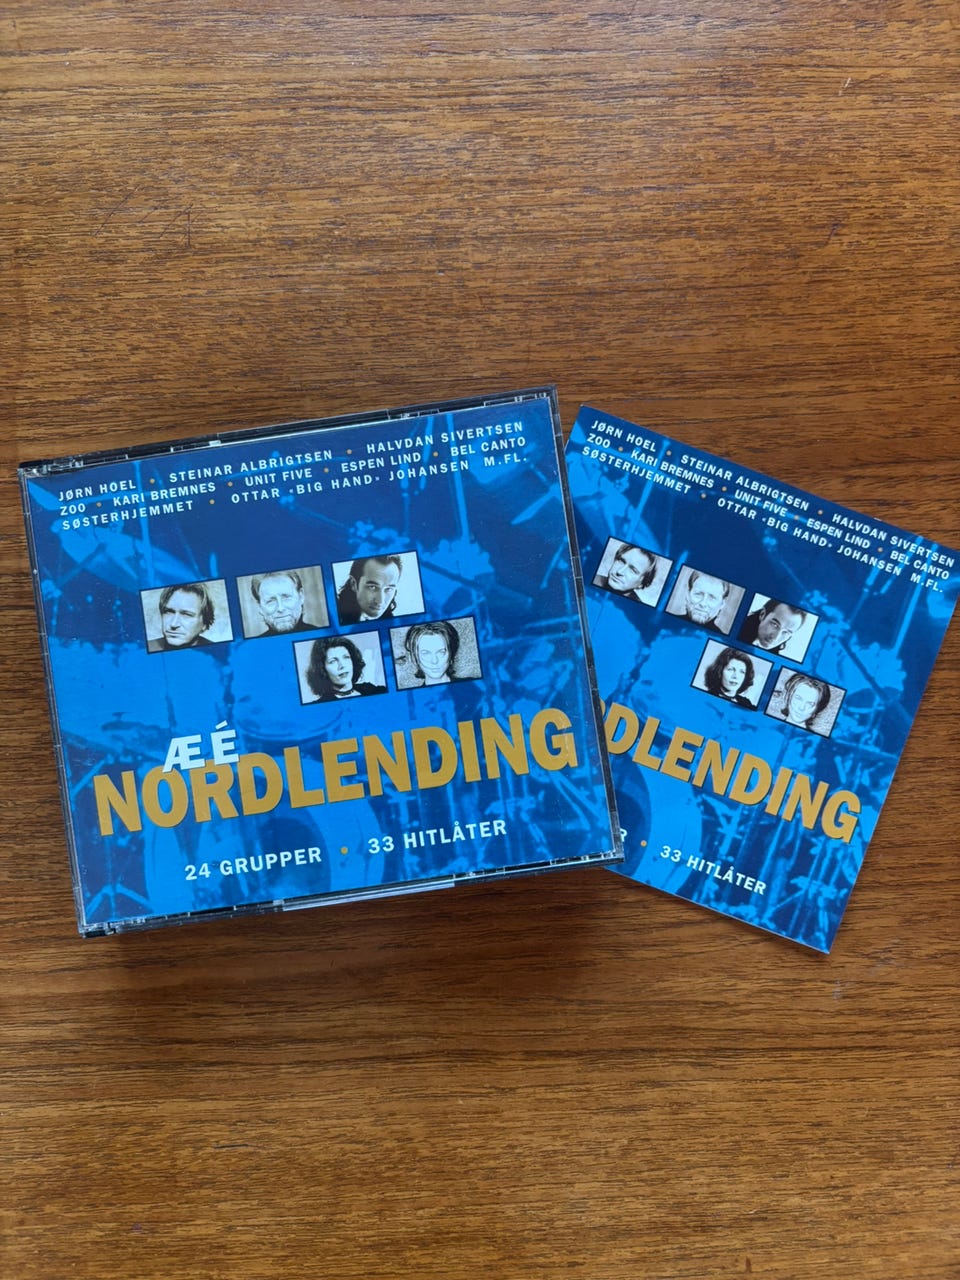 JØRN HOEL • STEINAR ALBRIGTSEN • HALVDAN SIVERTSEN
ZOO • KARI BREMNES • UNIT FIVE • ESPEN LIND • BEL CANTO
SØSTERHJEMMET • OTTAR «BIG HAND» JOHANSEN M.FL.
ÆÉ
NORDLENDING
24 GRUPPER • 33 HITLÅTER
JØRN HOEL • STEINAR ALBRIGTSEN • HALVDAN SIVERTSEN
ZOO • KARI BREMNES • UNIT FIVE • ESPEN LIND • BEL CANTO
SØSTERHJEMMET • OTTAR «BIG HAND» JOHANSEN M.FL.
RDLENDING
R • 33 HITLÅTER